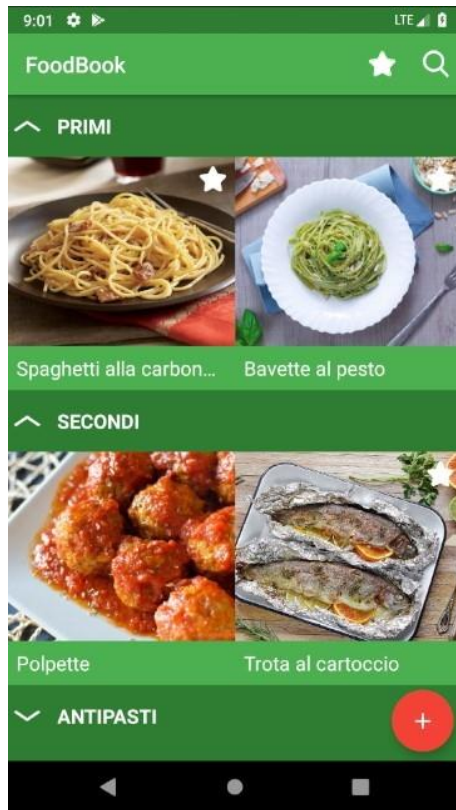 9:01 LTE
FoodBook
PRIMI
Spaghetti alla carbon... Bavette al pesto
SECONDI
Polpette Trota al cartoccio
ANTIPASTI
+